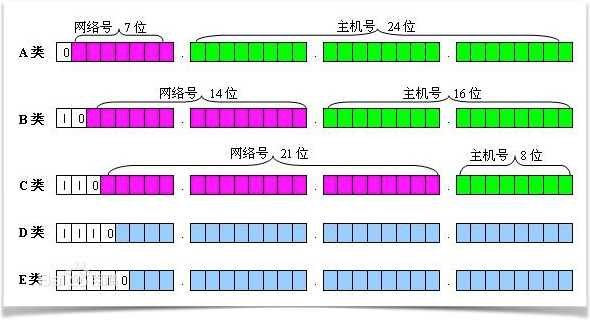 网络号 7 位 主机号 24 位
A 类 0
网络号 14 位 主机号 16 位
B 类 1 0
网络号 21 位 主机号 8 位
C 类 1 1 0
D 类 1 1 1 0
E 类 0